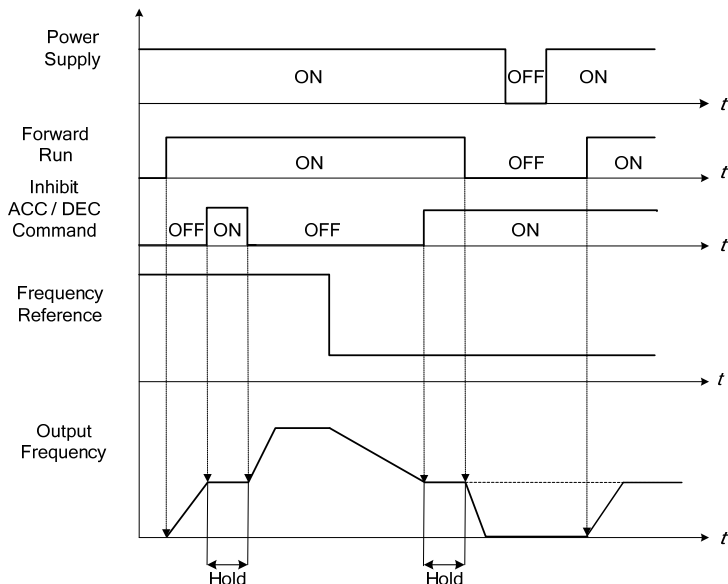 Power
Supply
ON
OFF
ON
t
Forward
Run
ON
OFF
ON
t
Inhibit
ACC / DEC
Command
OFF
ON
OFF
ON
t
Frequency
Reference
t
Output
Frequency
t
Hold
Hold